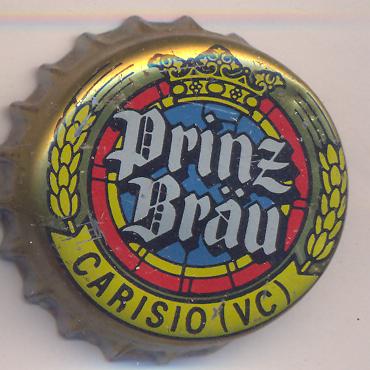 Prinz
Bräu
CARISIO (VC)